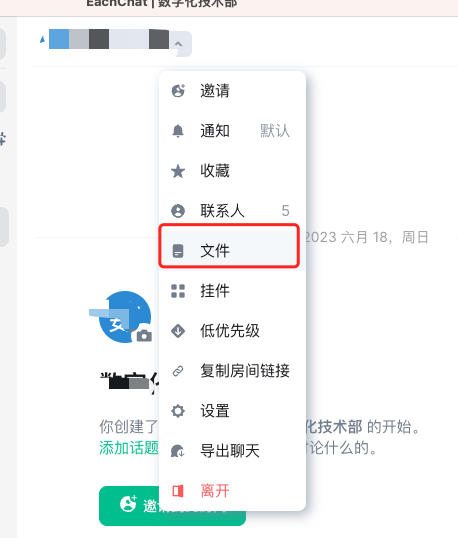 EachChat | 数字化技术部
邀请
通知 默认
收藏
联系人 5
文件
2023 六月 18，周日
挂件
低优先级
复制房间链接
设置
你创建了 化技术部 的开始。
导出聊天
添加话题 论什么的。
离开
邀请